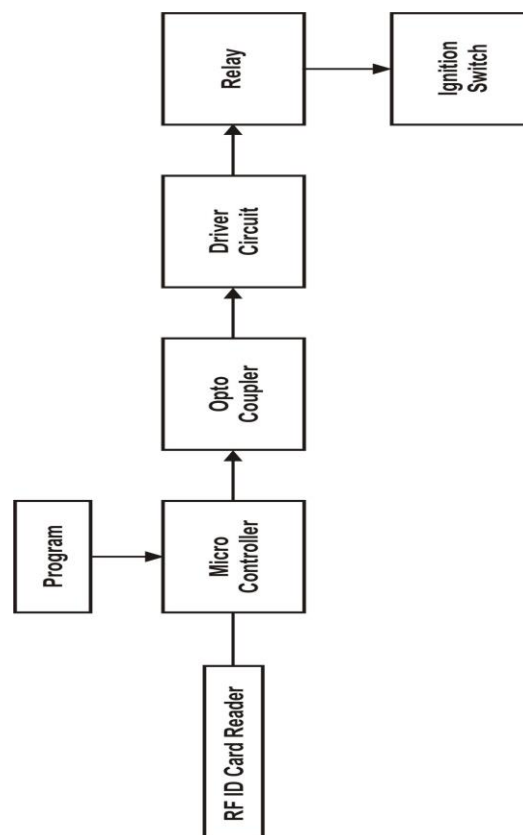 Program
RF ID Card Reader
Micro
Controller
Opto
Coupler
Driver
Circuit
Relay
Ignition
Switch